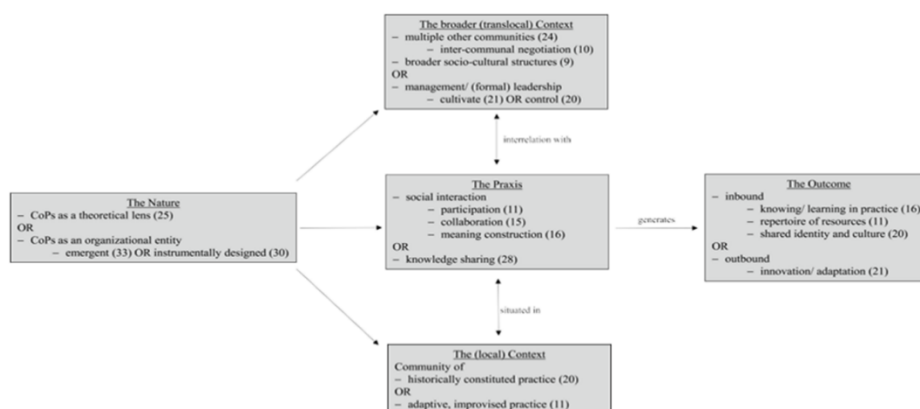 The broader (translocal) Context
– multiple other communities (24)
– inter-communal negotiation (10)
– broader socio-cultural structures (9)
OR
– management/ (formal) leadership
– cultivate (21) OR control (20)
interrelation with
The Nature
– CoPs as a theoretical lens (25)
OR
– CoPs as an organizational entity
– emergent (33) OR instrumentally designed (30)
The Praxis
– social interaction
– participation (11)
– collaboration (15)
– meaning construction (16)
OR
– knowledge sharing (28)
generates
The Outcome
– inbound
– knowing/ learning in practice (16)
– repertoire of resources (11)
– shared identity and culture (20)
OR
– outbound
– innovation/ adaptation (21)
situated in
The (local) Context
Community of
– historically constituted practice (20)
OR
– adaptive, improvised practice (11)